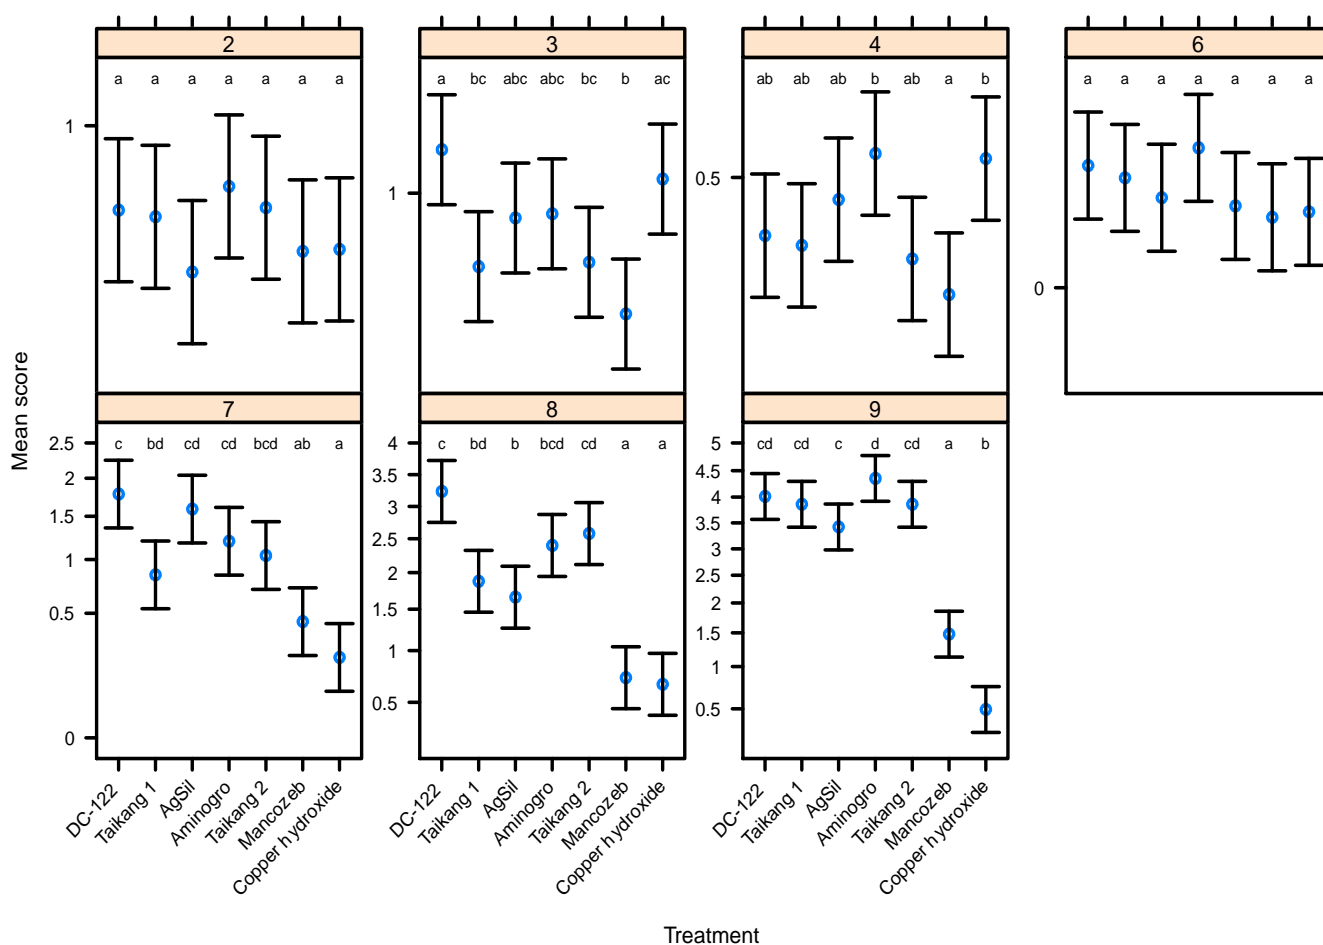 2
3
4
6
a a a a a a a
a bc abc abc bc b ac
ab ab ab b ab a b
a a a a a a a
1
1
0.5
0
Mean score
7
8
9
c bd cd cd bcd ab a
c bd b bcd cd a a
cd cd c d cd a b
2.5
2
1.5
1
0.5
0
4
3.5
3
2.5
2
1.5
1
0.5
5
4.5
4
3.5
3
2.5
2
1.5
1
0.5
DC-122
Taikang 1
AgSil
Aminogro
Taikang 2
Mancozeb
Copper hydroxide
DC-122
Taikang 1
AgSil
Aminogro
Taikang 2
Mancozeb
Copper hydroxide
DC-122
Taikang 1
AgSil
Aminogro
Taikang 2
Mancozeb
Copper hydroxide
Treatment